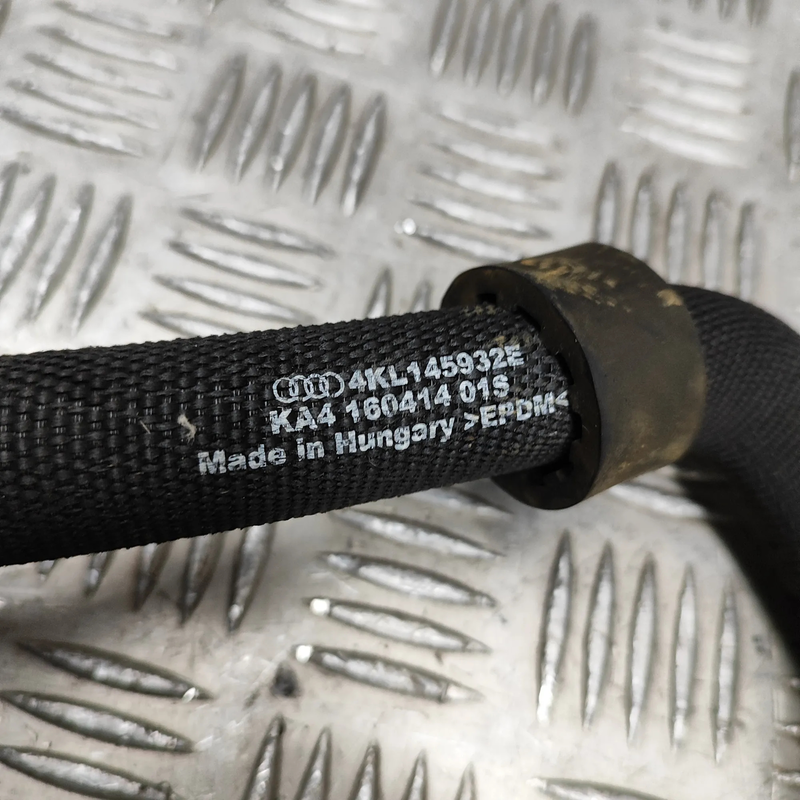 4KL145932E
KA4 160414 01S
Made in Hungary >EPDM<